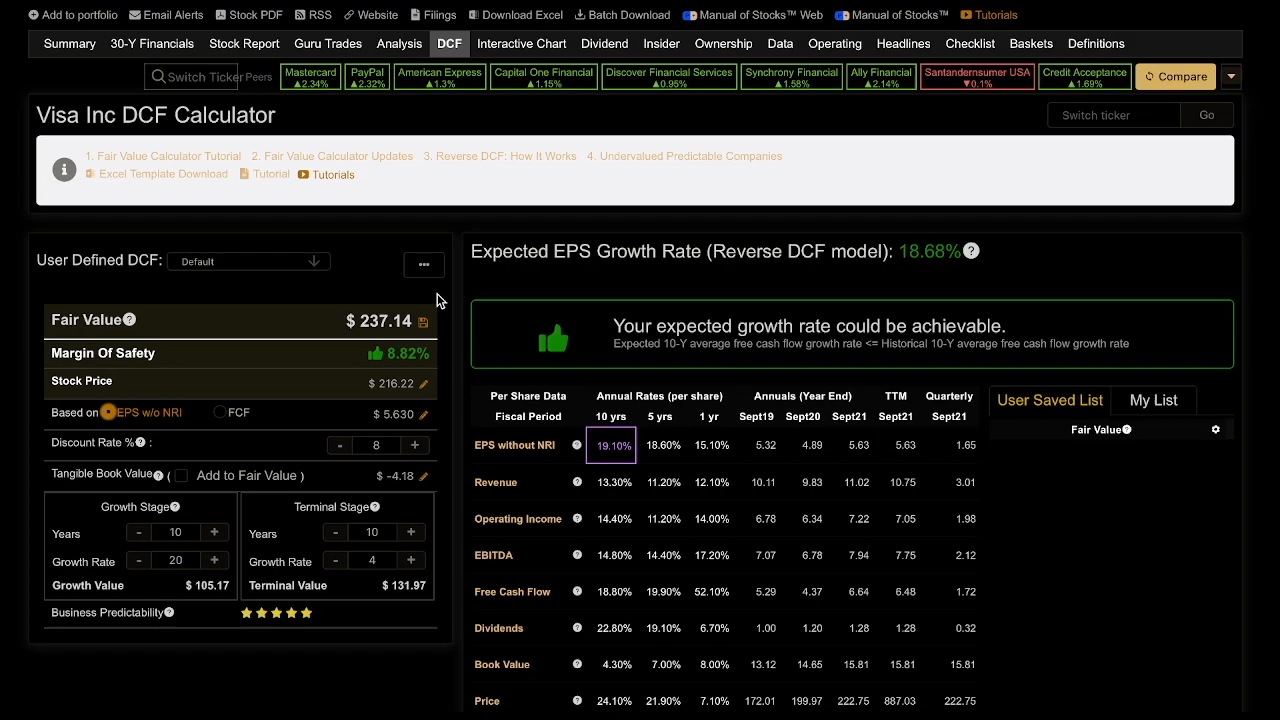 Add to portfolio Email Alerts Stock PDF RSS Website Filings Download Excel Batch Download Manual of Stocks™ Web Manual of Stocks™ Tutorials
Summary 30-Y Financials Stock Report Guru Trades Analysis DCF Interactive Chart Dividend Insider Ownership Data Operating Headlines Checklist Baskets Definitions
Switch Ticker Peers Mastercard PayPal American Express Capital One Financial Discover Financial Services Synchrony Financial Ally Financial Santandernsumer USA Credit Acceptance Compare
▲2.34% ▲2.32% ▲1.3% ▲1.15% ▲0.95% ▲1.58% ▲2.14% ▼0.1% ▲1.69%
Visa Inc DCF Calculator Switch ticker Go
1. Fair Value Calculator Tutorial 2. Fair Value Calculator Updates 3. Reverse DCF: How It Works 4. Undervalued Predictable Companies
Excel Template Download Tutorial Tutorials
User Defined DCF: Default ...
Fair Value $ 237.14
Margin Of Safety 8.82%
Stock Price $ 216.22
Based on EPS w/o NRI FCF $ 5.630
Discount Rate % : - 8 +
Tangible Book Value ( Add to Fair Value ) $ -4.18
Growth Stage Terminal Stage
Years - 10 + Years - 10 +
Growth Rate - 20 + Growth Rate - 4 +
Growth Value $ 105.17 Terminal Value $ 131.97
Business Predictability
Expected EPS Growth Rate (Reverse DCF model): 18.68%
Your expected growth rate could be achievable.
Expected 10-Y average free cash flow growth rate <= Historical 10-Y average free cash flow growth rate
Per Share Data Annual Rates (per share) Annuals (Year End) TTM Quarterly
Fiscal Period 10 yrs 5 yrs 1 yr Sept19 Sept20 Sept21 Sept21 Sept21
EPS without NRI 19.10% 18.60% 15.10% 5.32 4.89 5.63 5.63 1.65
Revenue 13.30% 11.20% 12.10% 10.11 9.83 11.02 10.75 3.01
Operating Income 14.40% 11.20% 14.00% 6.78 6.34 7.22 7.05 1.98
EBITDA 14.80% 14.40% 17.20% 7.07 6.78 7.94 7.75 2.12
Free Cash Flow 18.80% 19.90% 52.10% 5.29 4.37 6.64 6.48 1.72
Dividends 22.80% 19.10% 6.70% 1.00 1.20 1.28 1.28 0.32
Book Value 4.30% 7.00% 8.00% 13.12 14.65 15.81 15.81 15.81
Price 24.10% 21.90% 7.10% 172.01 199.97 222.75 887.03 222.75
User Saved List My List
Fair Value